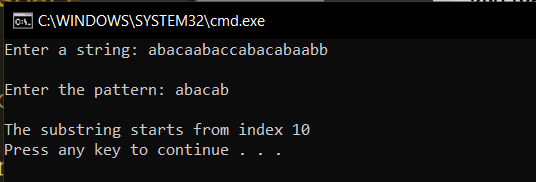 C:\WINDOWS\SYSTEM32\cmd.exe
Enter a string: abacaabaccabacabaabb
Enter the pattern: abacab
The substring starts from index 10
Press any key to continue . . .